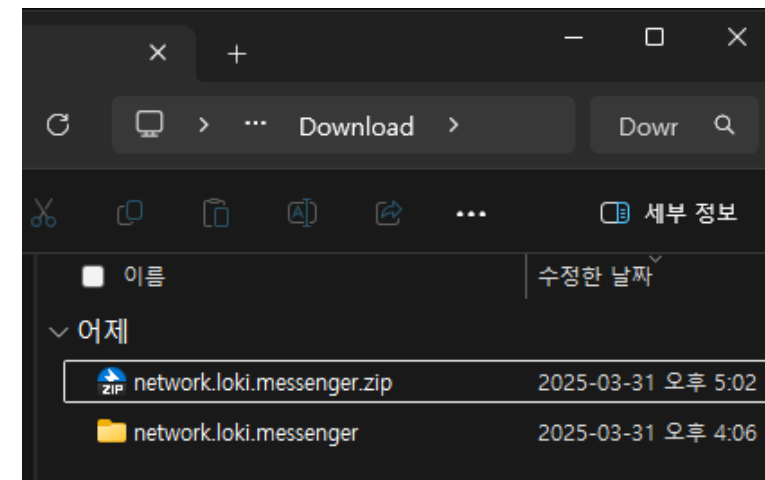 Download
Dowr
세부 정보
이름 수정한 날짜
어제
ZIP network.loki.messenger.zip 2025-03-31 오후 5:02
network.loki.messenger 2025-03-31 오후 4:06